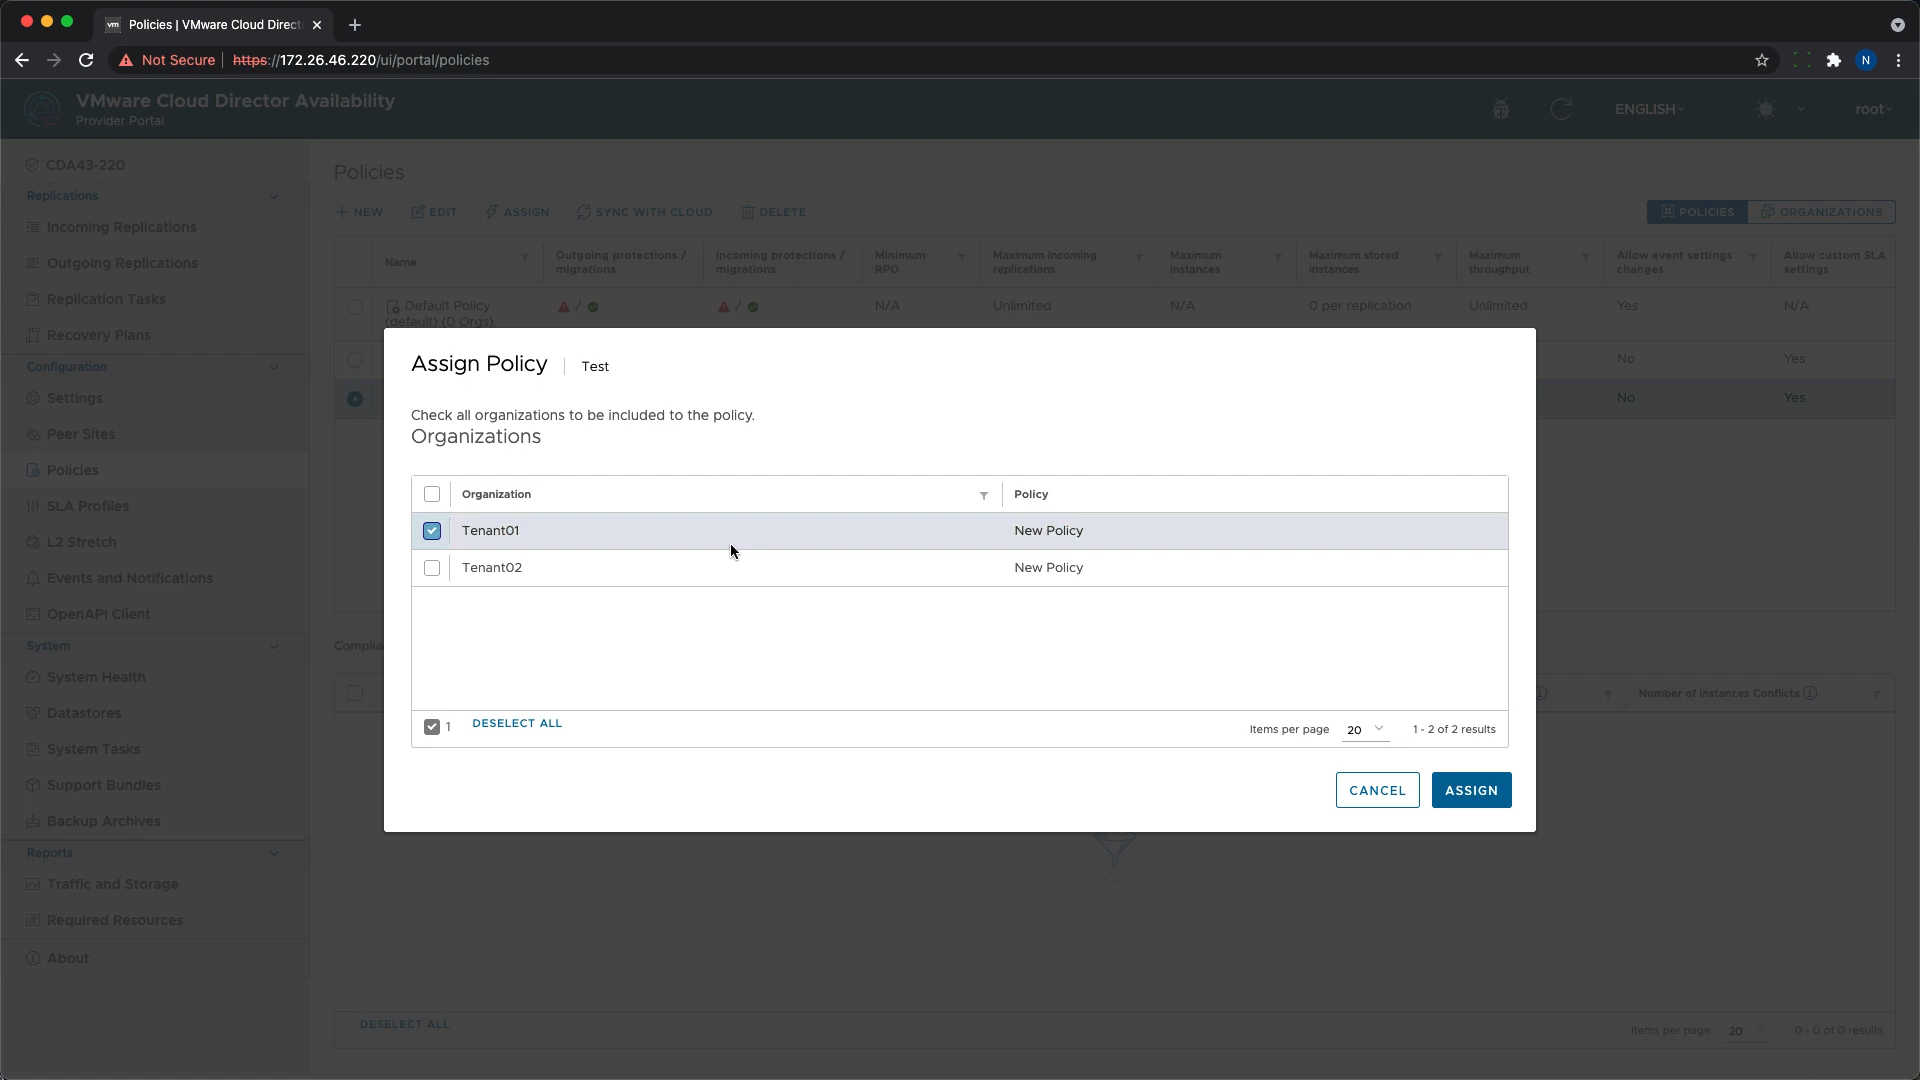 Policies | VMware Cloud Direct
Not Secure
https://172.26.46.220/ui/portal/policies
N
vm
VMware Cloud Director Availability
Provider Portal
ENGLISH
root
CDA43-220
Replications
Incoming Replications
Outgoing Replications
Replication Tasks
Recovery Plans
Configuration
Settings
Peer Sites
Policies
SLA Profiles
L2 Stretch
Events and Notifications
OpenAPI Client
System
System Health
Datastores
System Tasks
Support Bundles
Backup Archives
Reports
Traffic and Storage
Required Resources
About
Policies
NEW
EDIT
ASSIGN
SYNC WITH CLOUD
DELETE
POLICIES
ORGANIZATIONS
Name
Outgoing protections /
migrations
Incoming protections /
migrations
Minimum
RPO
Maximum incoming
replications
Maximum
instances
Maximum stored
instances
Maximum
throughput
Allow event settings
changes
Allow custom SLA
settings
Default Policy
(default) (0 Orgs)
/
/
N/A
Unlimited
N/A
0 per replication
Unlimited
Yes
N/A
No
Yes
No
Yes
Assign Policy
Test
Check all organizations to be included to the policy.
Organizations
Organization
Policy
Tenant01
New Policy
Tenant02
New Policy
1
DESELECT ALL
Items per page
20
1 - 2 of 2 results
CANCEL
ASSIGN
Number of Instances Conflicts
DESELECT ALL
Items per page
20
0 - 0 of 0 results